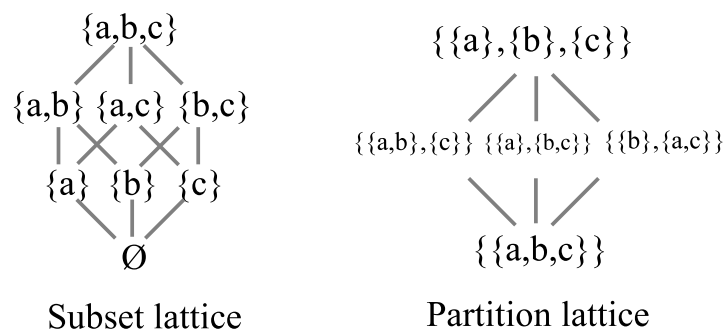 {a,b,c}
{a,b} {a,c} {b,c}
{a} {b} {c}
Ø
Subset lattice
{{a},{b},{c}}
{{a,b},{c}} {{a},{b,c}} {{b},{a,c}}
{{a,b,c}}
Partition lattice